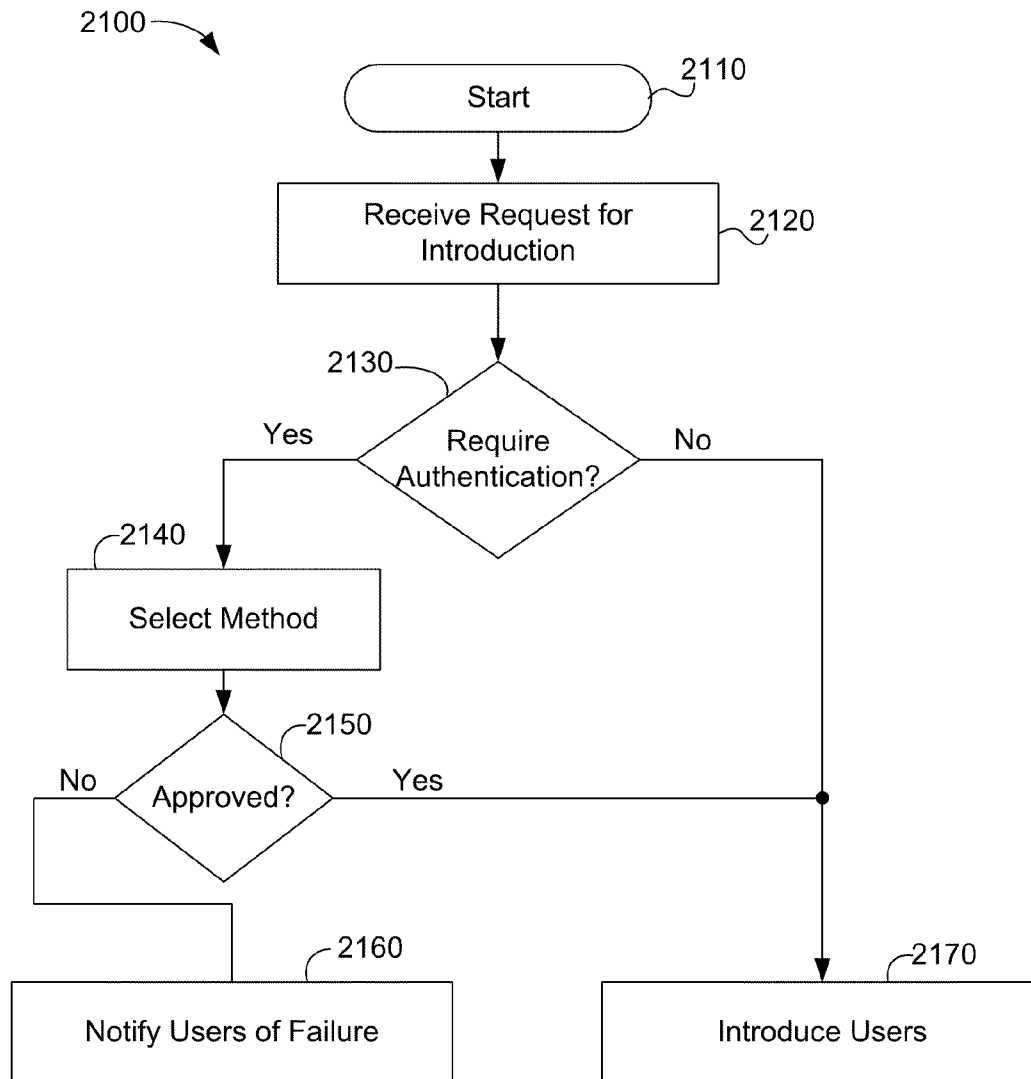 2100
Start
2110
Receive Request for
Introduction
2120
2130
Yes
Require
Authentication?
No
2140
Select Method
2150
No
Approved?
Yes
2160
Notify Users of Failure
2170
Introduce Users